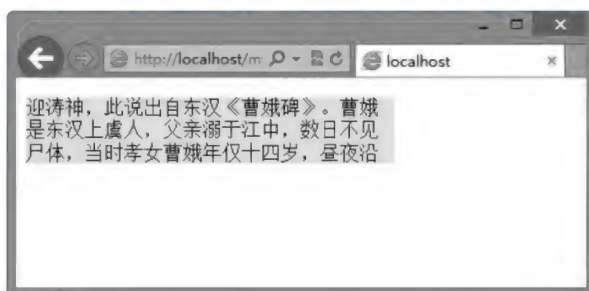 http://localhost/m
localhost
迎涛神，此说出自东汉《曹娥碑》。曹娥
是东汉上虞人，父亲溺于江中，数日不见
尸体，当时孝女曹娥年仅十四岁，昼夜沿